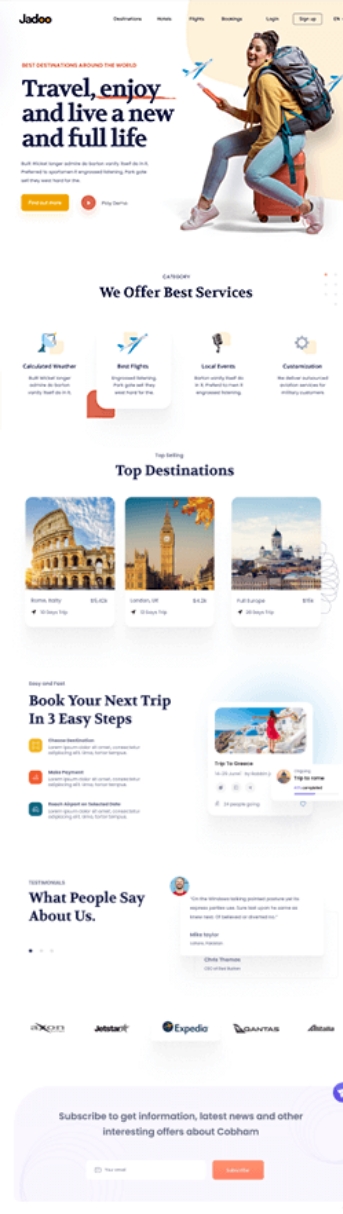 Jadoo
Destinations Hotels Flights Bookings Login Sign up EN
BEST DESTINATIONS AROUND THE WORLD
Travel, enjoy
and live a new
and full life
Built Wicket longer admire do barton vanity itself do in it.
Preferred to sportsmen it engrossed listening. Park gate
sell they west hard for the.
Find out more Play Demo
CATEGORY
We Offer Best Services
Calculated Weather
Built Wicket longer
admire do barton
vanity itself do in it.
Best Flights
Engrossed listening.
Park gate sell they
west hard for the.
Local Events
Barton vanity itself do
in it. Preferd to men it
engrossed listening.
Customization
We deliver outsourced
aviation services for
military customers
Top Selling
Top Destinations
Rome, Italty $5,42k
10 Days Trip
London, UK $4.2k
12 Days Trip
Full Europe $15k
28 Days Trip
Easy and Fast
Book Your Next Trip
In 3 Easy Steps
Choose Destination
Lorem ipsum dolor sit amet, consectetur
adipiscing elit. Urna, tortor tempus.
Make Payment
Lorem ipsum dolor sit amet, consectetur
adipiscing elit. Urna, tortor tempus.
Reach Airport on Selected Date
Lorem ipsum dolor sit amet, consectetur
adipiscing elit. Urna, tortor tempus.
Trip To Greece
14-29 June | by Robbin j
24 people going
Ongoing
Trip to rome
40% completed
TESTIMONIALS
What People Say
About Us.
"On the Windows talking painted pasture yet its
express parties use. Sure last upon he same as
knew next. Of believed or diverted no."
Mike taylor
Lahore, Pakistan
Chris Thomas
CEO of Red Button
axon Jetstar Expedia QANTAS Alitalia
Subscribe to get information, latest news and other
interesting offers about Cobham
Your email Subscribe